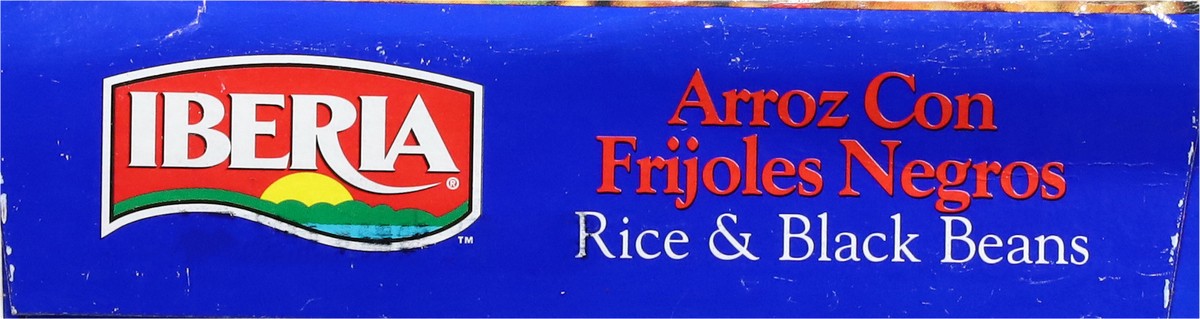 IBERIA®
™
Arroz Con
Frijoles Negros
Rice & Black Beans